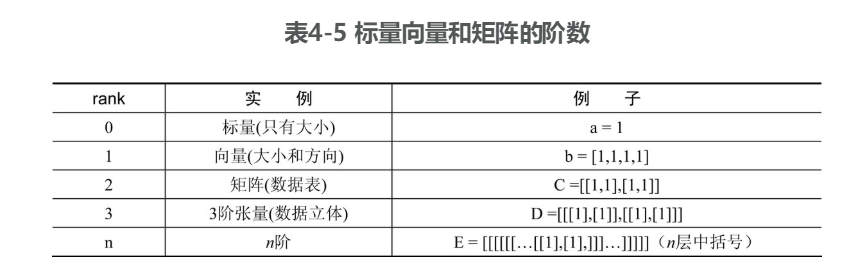 表4-5 标量向量和矩阵的阶数
rank 实 例 例 子
0 标量(只有大小) a = 1
1 向量(大小和方向) b = [1,1,1,1]
2 矩阵(数据表) C =[[1,1],[1,1]]
3 3阶张量(数据立体) D =[[[1],[1]],[[1],[1]]]
n n阶 E = [[[[[[…[[1],[1],]]]…]]]]]（n层中括号）